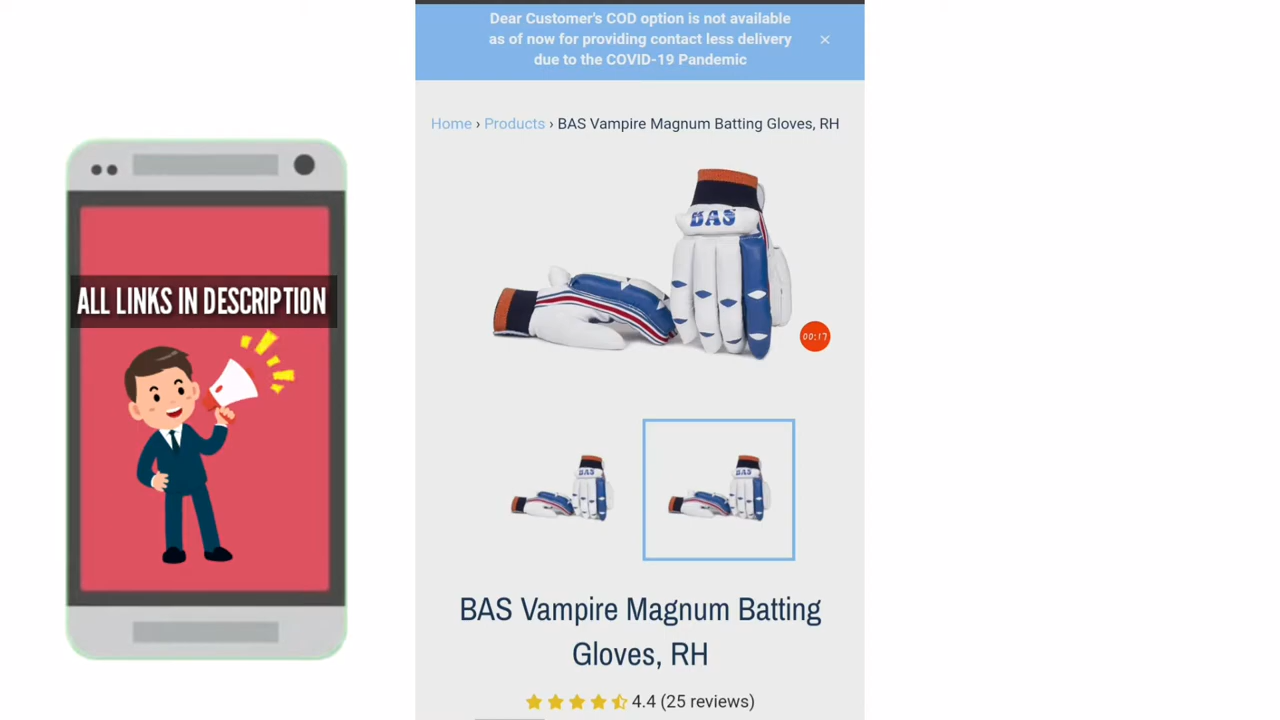 Dear Customer's COD option is not available
as of now for providing contact less delivery
due to the COVID-19 Pandemic
×
Home › Products › BAS Vampire Magnum Batting Gloves, RH
BAS
00:17
ALL LINKS IN DESCRIPTION
BAS
BAS
BAS Vampire Magnum Batting
Gloves, RH
4.4 (25 reviews)